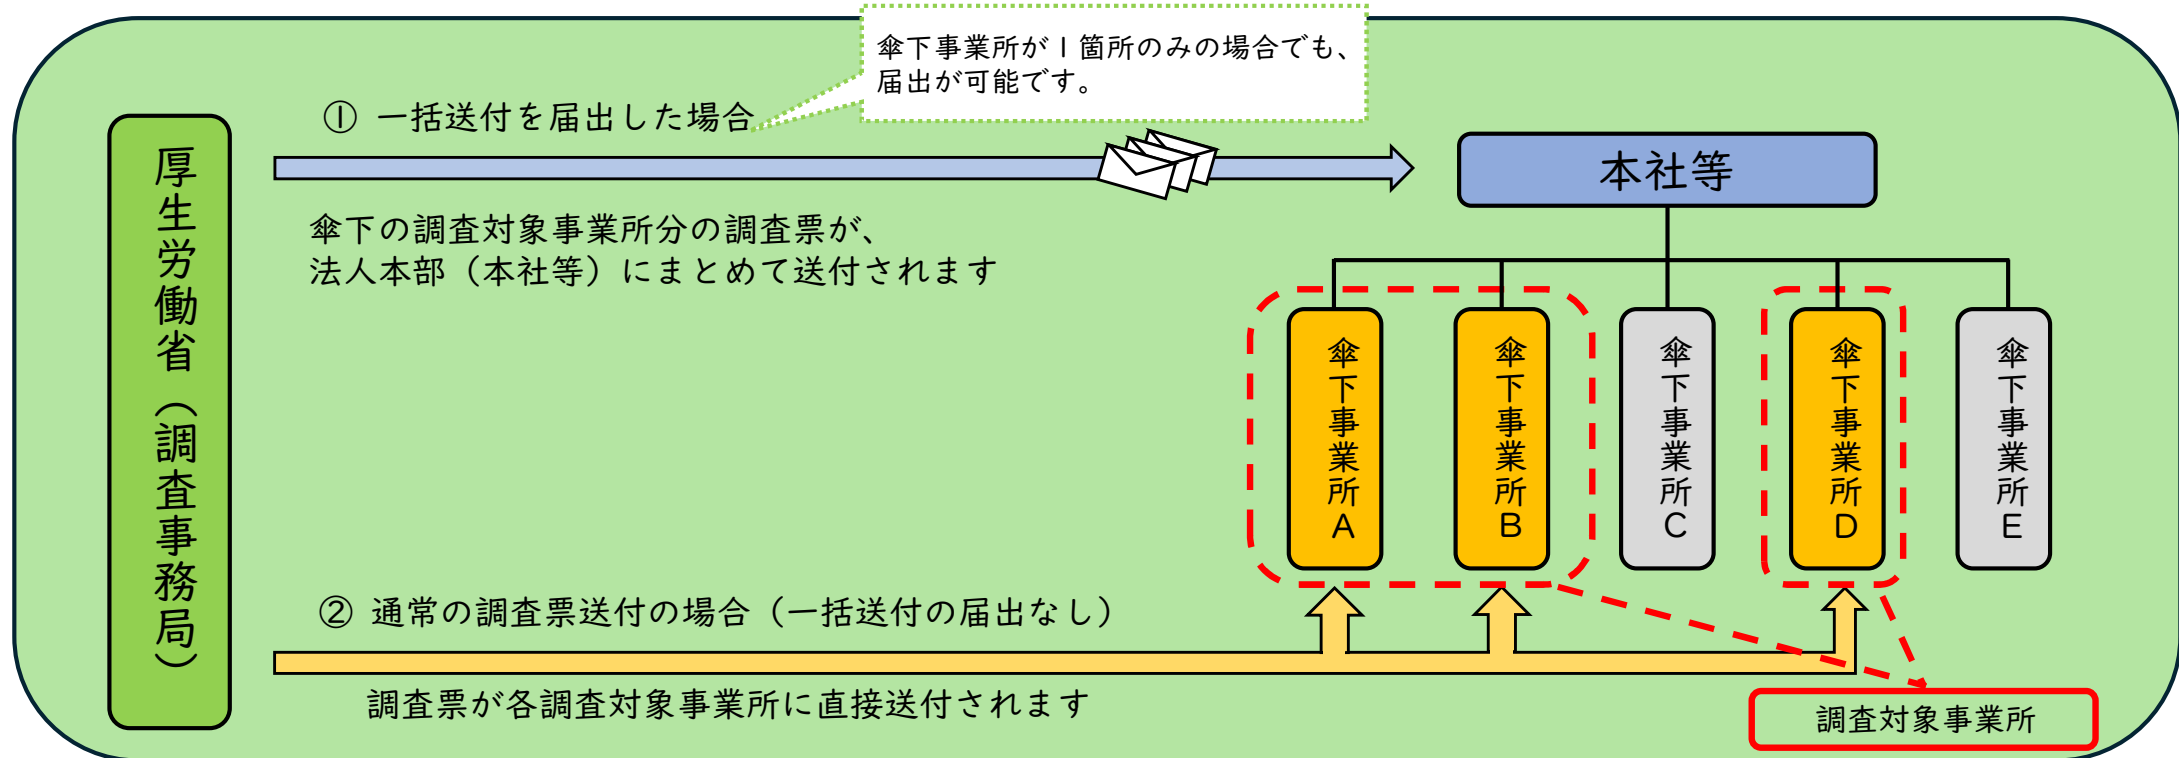 傘下事業所が1箇所のみの場合でも、
届出が可能です。
① 一括送付を届出した場合
厚生労働省（調査事務局）
本社等
傘下の調査対象事業所分の調査票が、
法人本部（本社等）にまとめて送付されます
傘下事業所A
傘下事業所B
傘下事業所C
傘下事業所D
傘下事業所E
② 通常の調査票送付の場合（一括送付の届出なし）
調査票が各調査対象事業所に直接送付されます
調査対象事業所